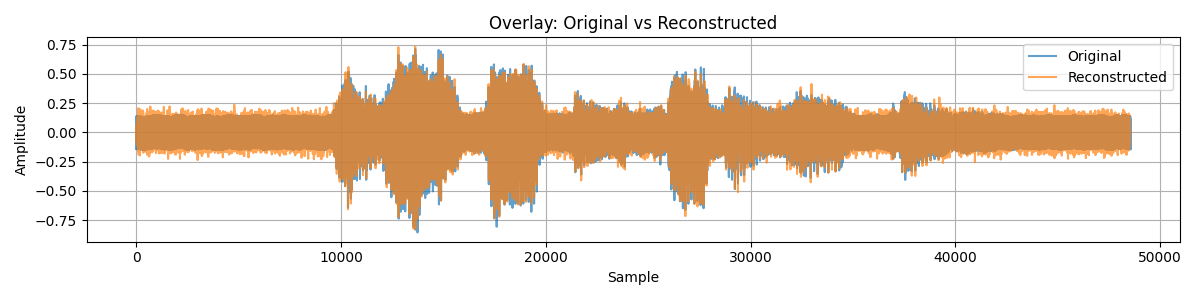 Overlay: Original vs Reconstructed
Original
Reconstructed
Amplitude
0.75
0.50
0.25
0.00
−0.25
−0.50
−0.75
0
10000
20000
30000
40000
50000
Sample